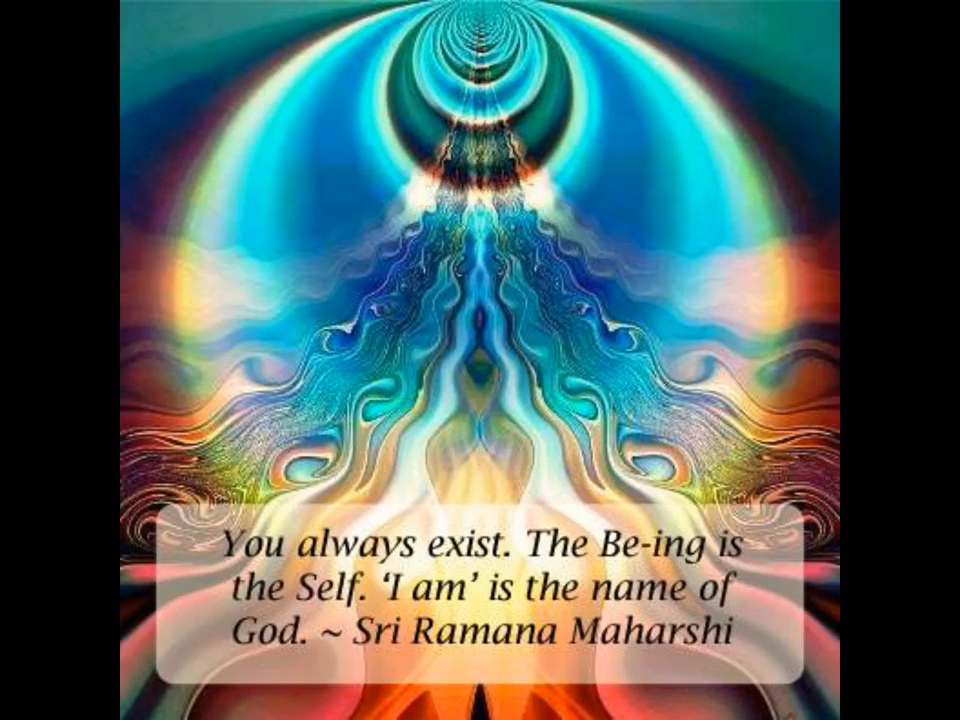 You always exist. The Be-ing is
the Self. ‘I am’ is the name of
God. ~ Sri Ramana Maharshi